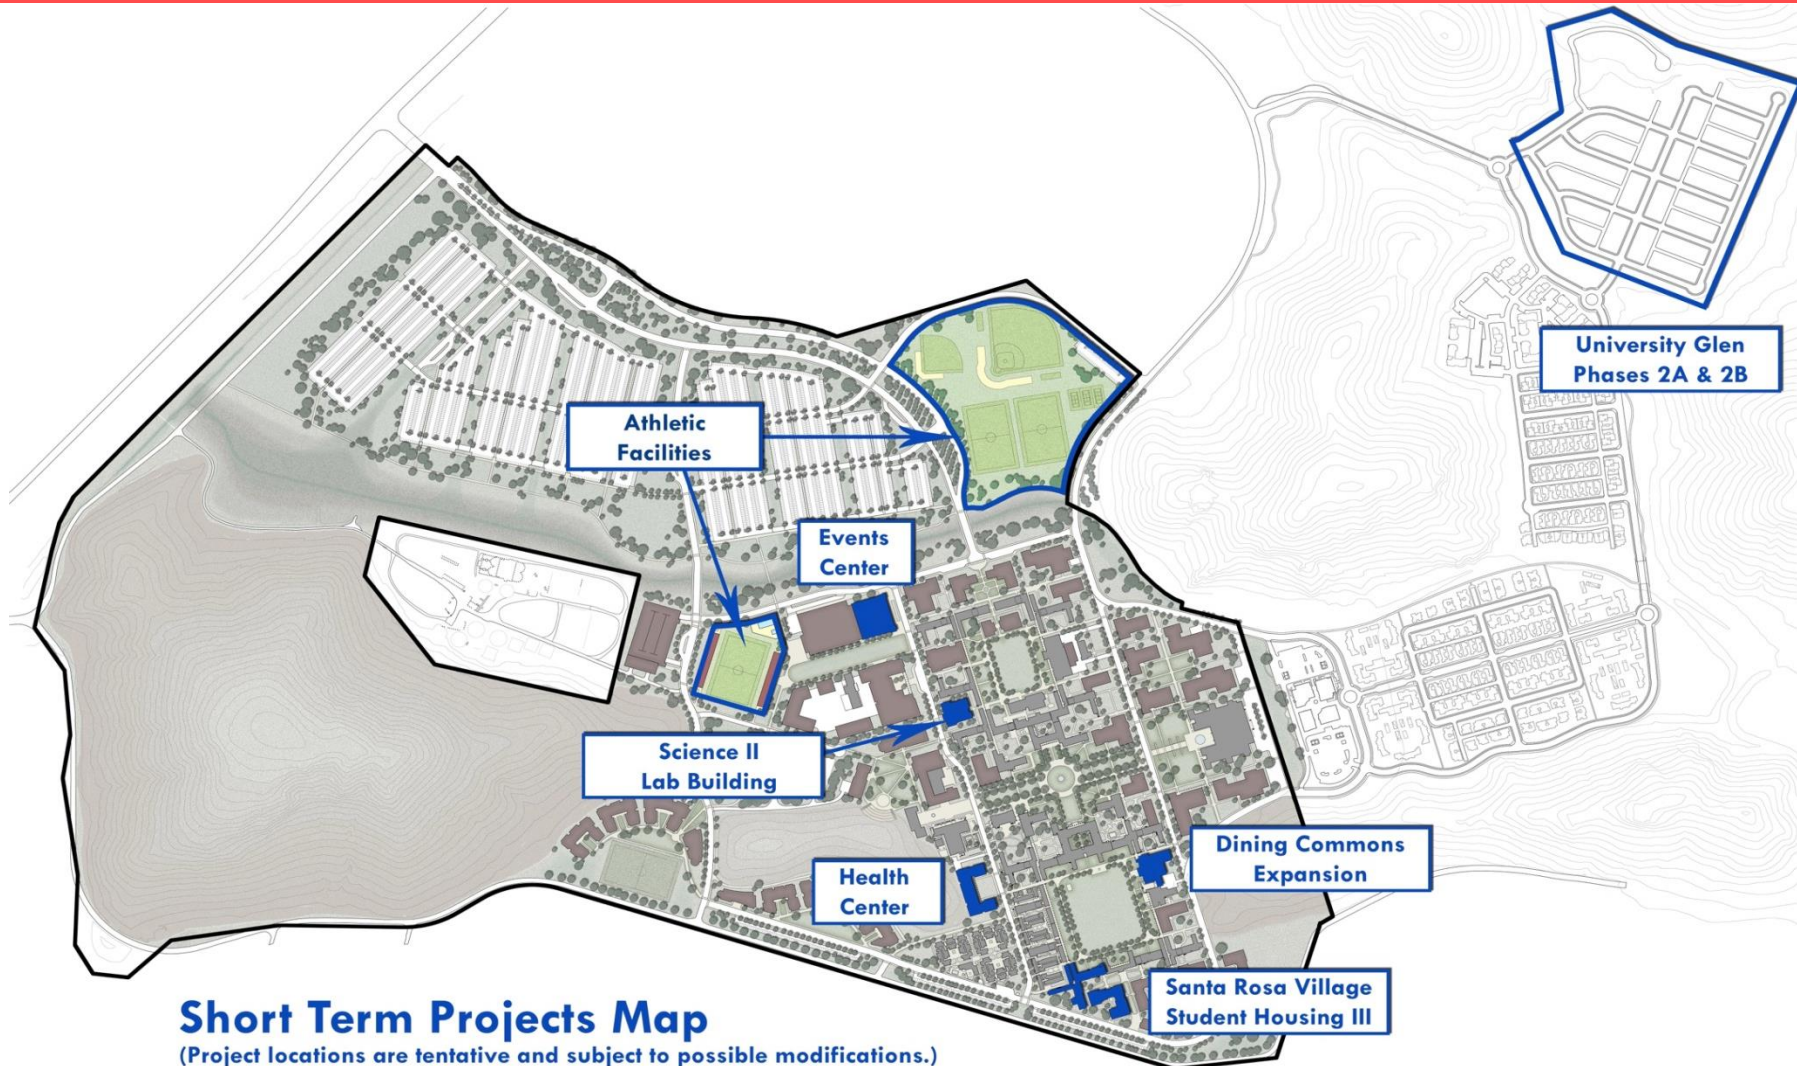 University Glen
Phases 2A & 2B
Athletic
Facilities
Events
Center
Science II
Lab Building
Dining Commons
Expansion
Health
Center
Santa Rosa Village
Student Housing III
Short Term Projects Map
(Project locations are tentative and subject to possible modifications.)